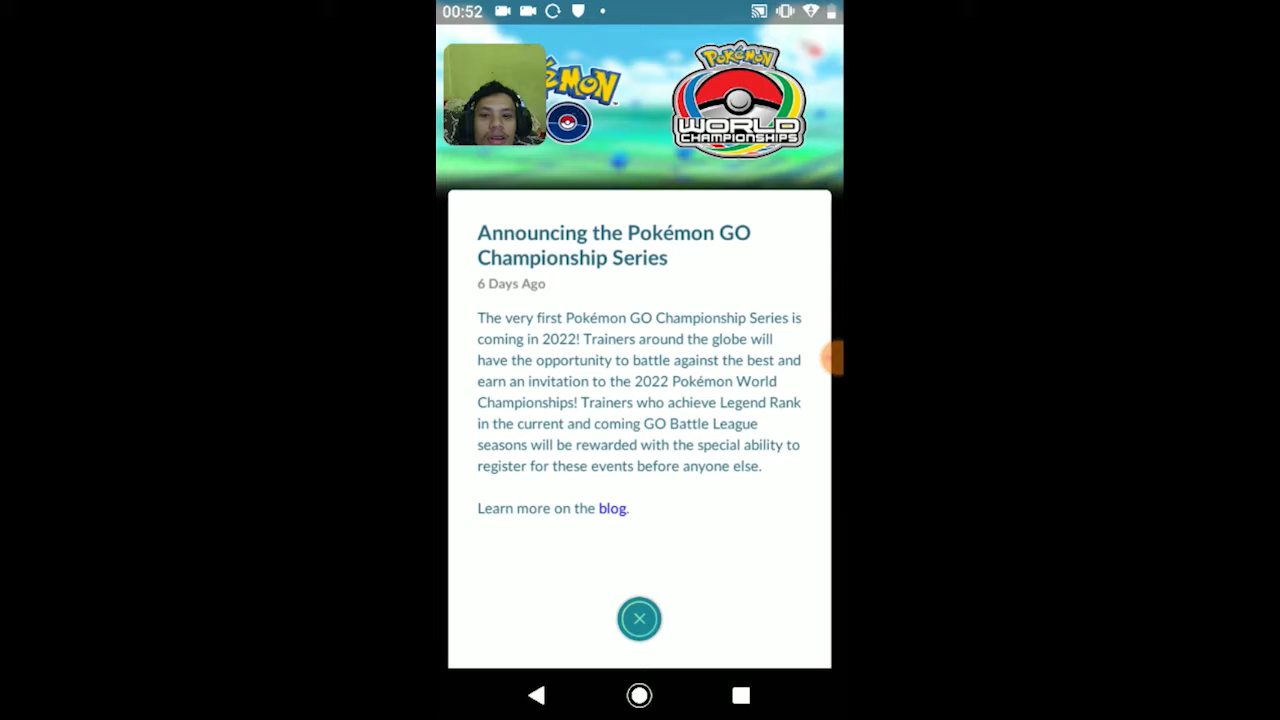 00:52
éMON
Pokémon
WORLD
CHAMPIONSHIPS
Announcing the Pokémon GO
Championship Series
6 Days Ago
The very first Pokémon GO Championship Series is
coming in 2022! Trainers around the globe will
have the opportunity to battle against the best and
earn an invitation to the 2022 Pokémon World
Championships! Trainers who achieve Legend Rank
in the current and coming GO Battle League
seasons will be rewarded with the special ability to
register for these events before anyone else.
Learn more on the blog.